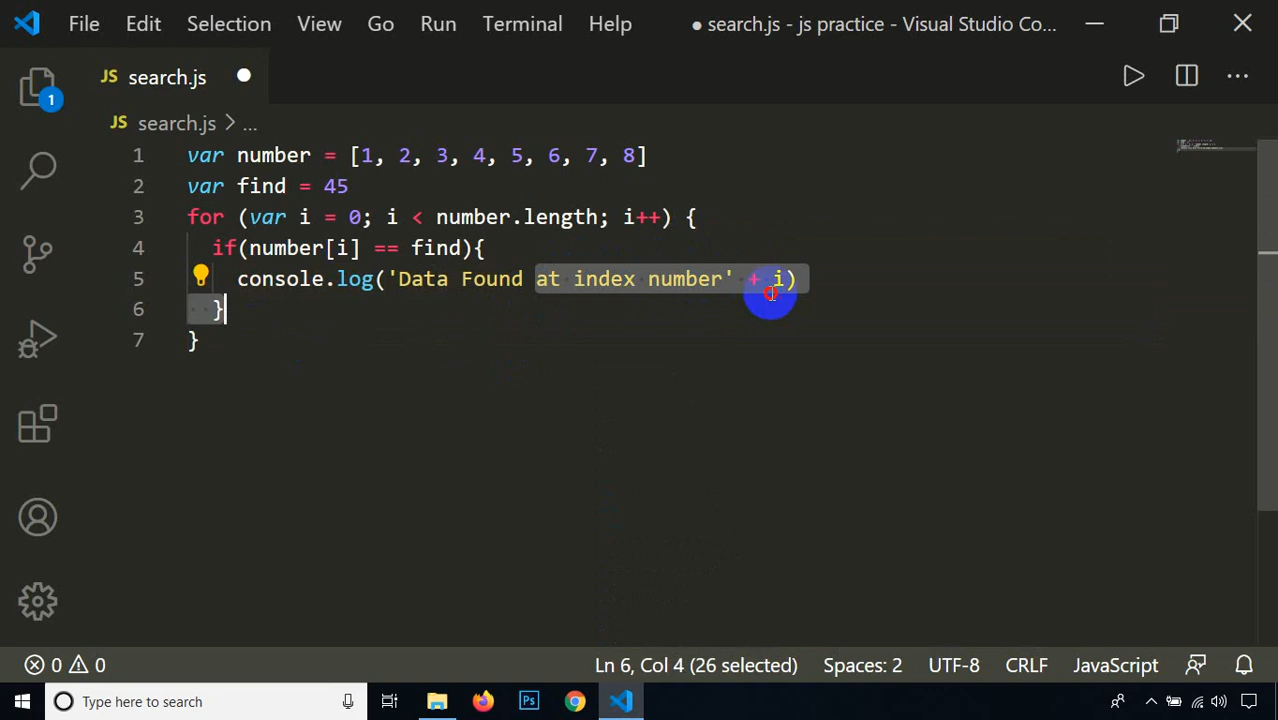 File Edit Selection View Go Run Terminal Help ● search.js - js practice - Visual Studio Co...
JS search.js
1
JS search.js > ...
1 var number = [1, 2, 3, 4, 5, 6, 7, 8]
2 var find = 45
3 for (var i = 0; i < number.length; i++) {
4 if(number[i] == find){
5 console.log('Data Found at index number' + i)
6 }
7 }
0 0 Ln 6, Col 4 (26 selected) Spaces: 2 UTF-8 CRLF JavaScript
Type here to search Ps